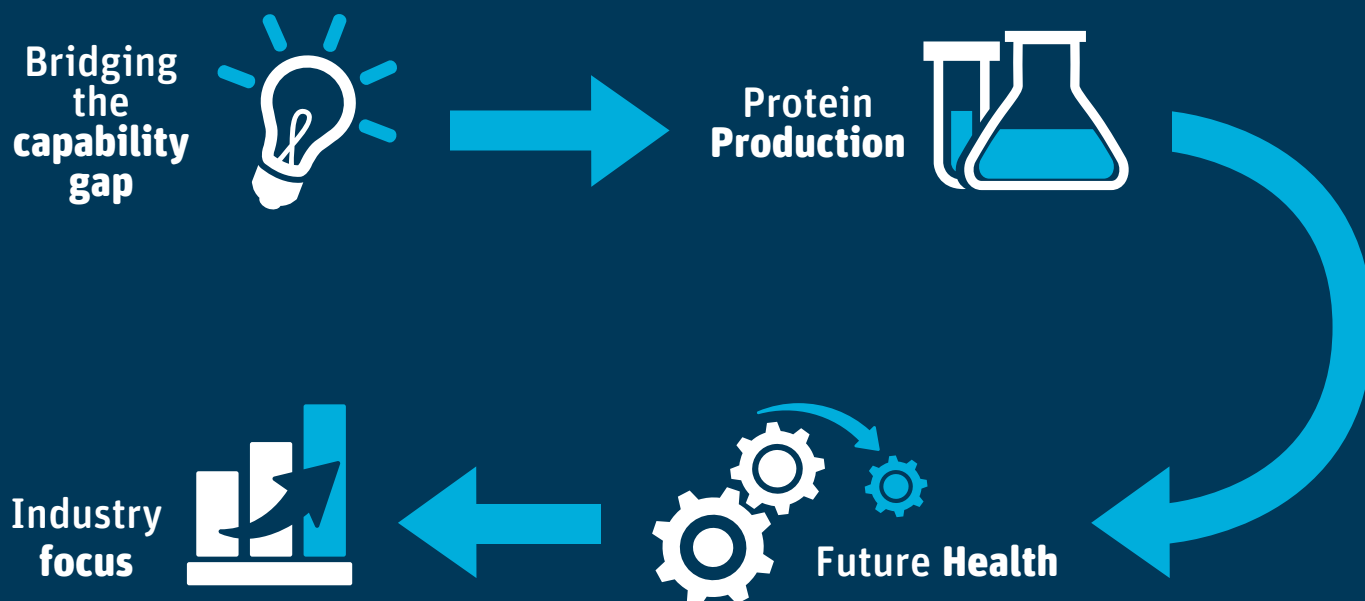 Bridging
the
capability
gap
Protein
Production
Future Health
Industry
focus